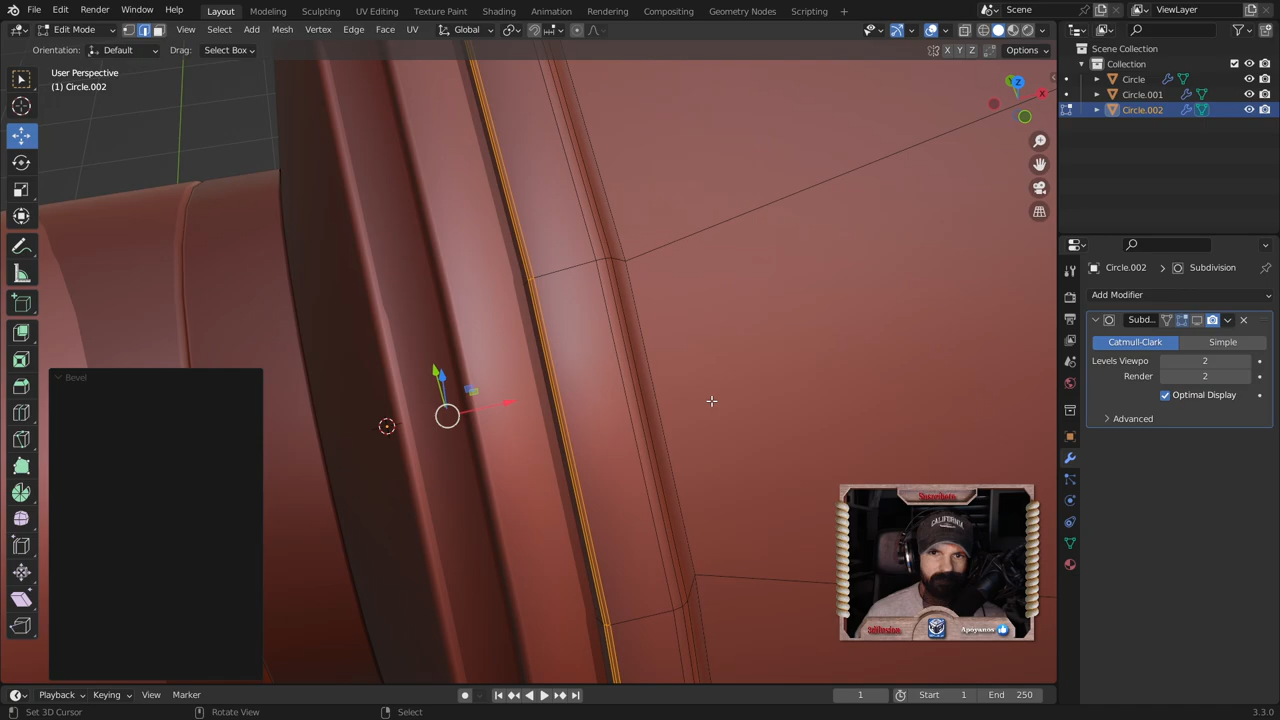 File Edit Render Window Help Layout Modeling Sculpting UV Editing Texture Paint Shading Animation Rendering Compositing Geometry Nodes Scripting Scene ViewLayer
Edit Mode View Select Add Mesh Vertex Edge Face UV Global
Orientation: Default Drag: Select Box X Y Z Options
User Perspective
(1) Circle.002
Scene Collection
Collection
Circle
Circle.001
Circle.002
Z
X
Circle.002 Subdivision
Add Modifier
Subd...
Catmull-Clark Simple
Levels Viewpo 2
Render 2
Optimal Display
Advanced
Bevel
CALIFORNIA
Apoyanos
Playback Keying View Marker 1 Start 1 End 250
Set 3D Cursor Rotate View Select 3.3.0